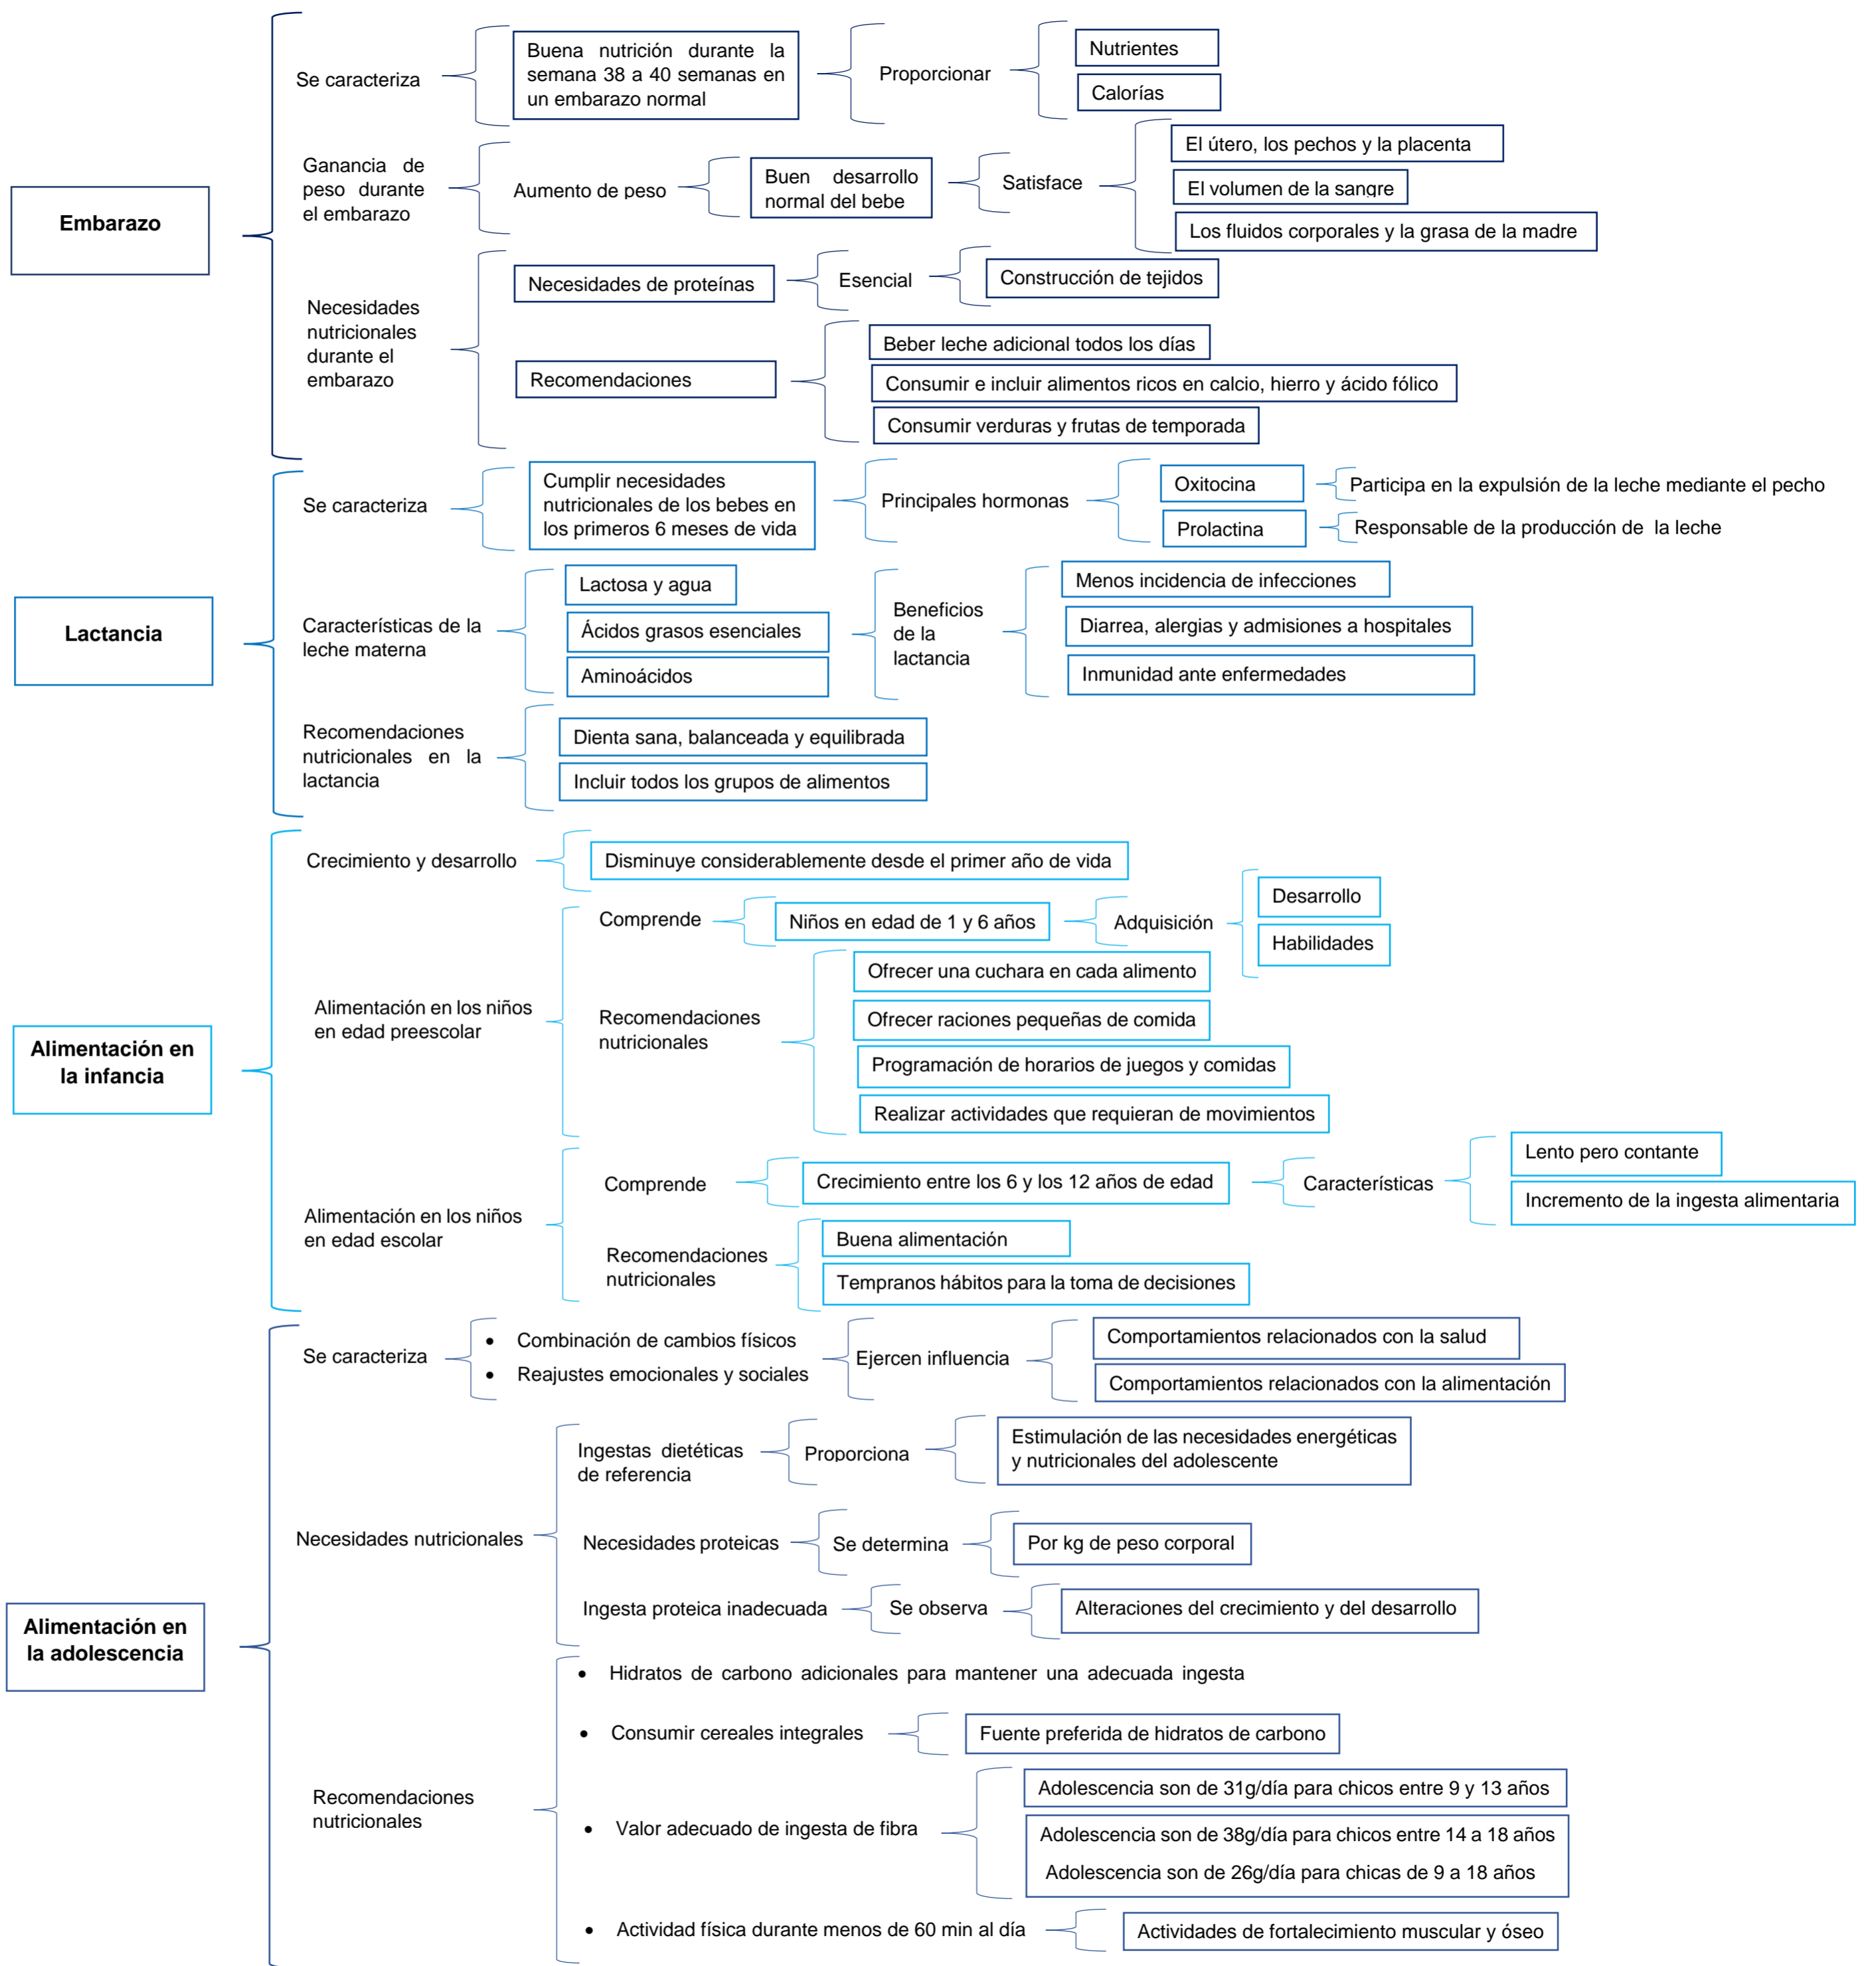 Embarazo
Se caracteriza
Buena nutrición durante la
semana 38 a 40 semanas en
un embarazo normal
Proporcionar
Nutrientes
Calorías
Ganancia de
peso durante
el embarazo
Aumento de peso
Buen desarrollo
normal del bebe
Satisface
El útero, los pechos y la placenta
El volumen de la sangre
Los fluidos corporales y la grasa de la madre
Necesidades
nutricionales
durante el
embarazo
Necesidades de proteínas
Esencial
Construcción de tejidos
Recomendaciones
Beber leche adicional todos los días
Consumir e incluir alimentos ricos en calcio, hierro y ácido fólico
Consumir verduras y frutas de temporada
Lactancia
Se caracteriza
Cumplir necesidades
nutricionales de los bebes en
los primeros 6 meses de vida
Principales hormonas
Oxitocina
Participa en la expulsión de la leche mediante el pecho
Prolactina
Responsable de la producción de la leche
Características de la
leche materna
Lactosa y agua
Ácidos grasos esenciales
Aminoácidos
Beneficios
de la
lactancia
Menos incidencia de infecciones
Diarrea, alergias y admisiones a hospitales
Inmunidad ante enfermedades
Recomendaciones
nutricionales en la
lactancia
Dienta sana, balanceada y equilibrada
Incluir todos los grupos de alimentos
Alimentación en
la infancia
Crecimiento y desarrollo
Disminuye considerablemente desde el primer año de vida
Alimentación en los niños
en edad preescolar
Comprende
Niños en edad de 1 y 6 años
Adquisición
Desarrollo
Habilidades
Recomendaciones
nutricionales
Ofrecer una cuchara en cada alimento
Ofrecer raciones pequeñas de comida
Programación de horarios de juegos y comidas
Realizar actividades que requieran de movimientos
Alimentación en los niños
en edad escolar
Comprende
Crecimiento entre los 6 y los 12 años de edad
Características
Lento pero contante
Incremento de la ingesta alimentaria
Recomendaciones
nutricionales
Buena alimentación
Tempranos hábitos para la toma de decisiones
Alimentación en
la adolescencia
Se caracteriza
• Combinación de cambios físicos
• Reajustes emocionales y sociales
Ejercen influencia
Comportamientos relacionados con la salud
Comportamientos relacionados con la alimentación
Necesidades nutricionales
Ingestas dietéticas
de referencia
Proporciona
Estimulación de las necesidades energéticas
y nutricionales del adolescente
Necesidades proteicas
Se determina
Por kg de peso corporal
Ingesta proteica inadecuada
Se observa
Alteraciones del crecimiento y del desarrollo
Recomendaciones
nutricionales
• Hidratos de carbono adicionales para mantener una adecuada ingesta
• Consumir cereales integrales
Fuente preferida de hidratos de carbono
• Valor adecuado de ingesta de fibra
Adolescencia son de 31g/día para chicos entre 9 y 13 años
Adolescencia son de 38g/día para chicos entre 14 a 18 años
Adolescencia son de 26g/día para chicas de 9 a 18 años
• Actividad física durante menos de 60 min al día
Actividades de fortalecimiento muscular y óseo